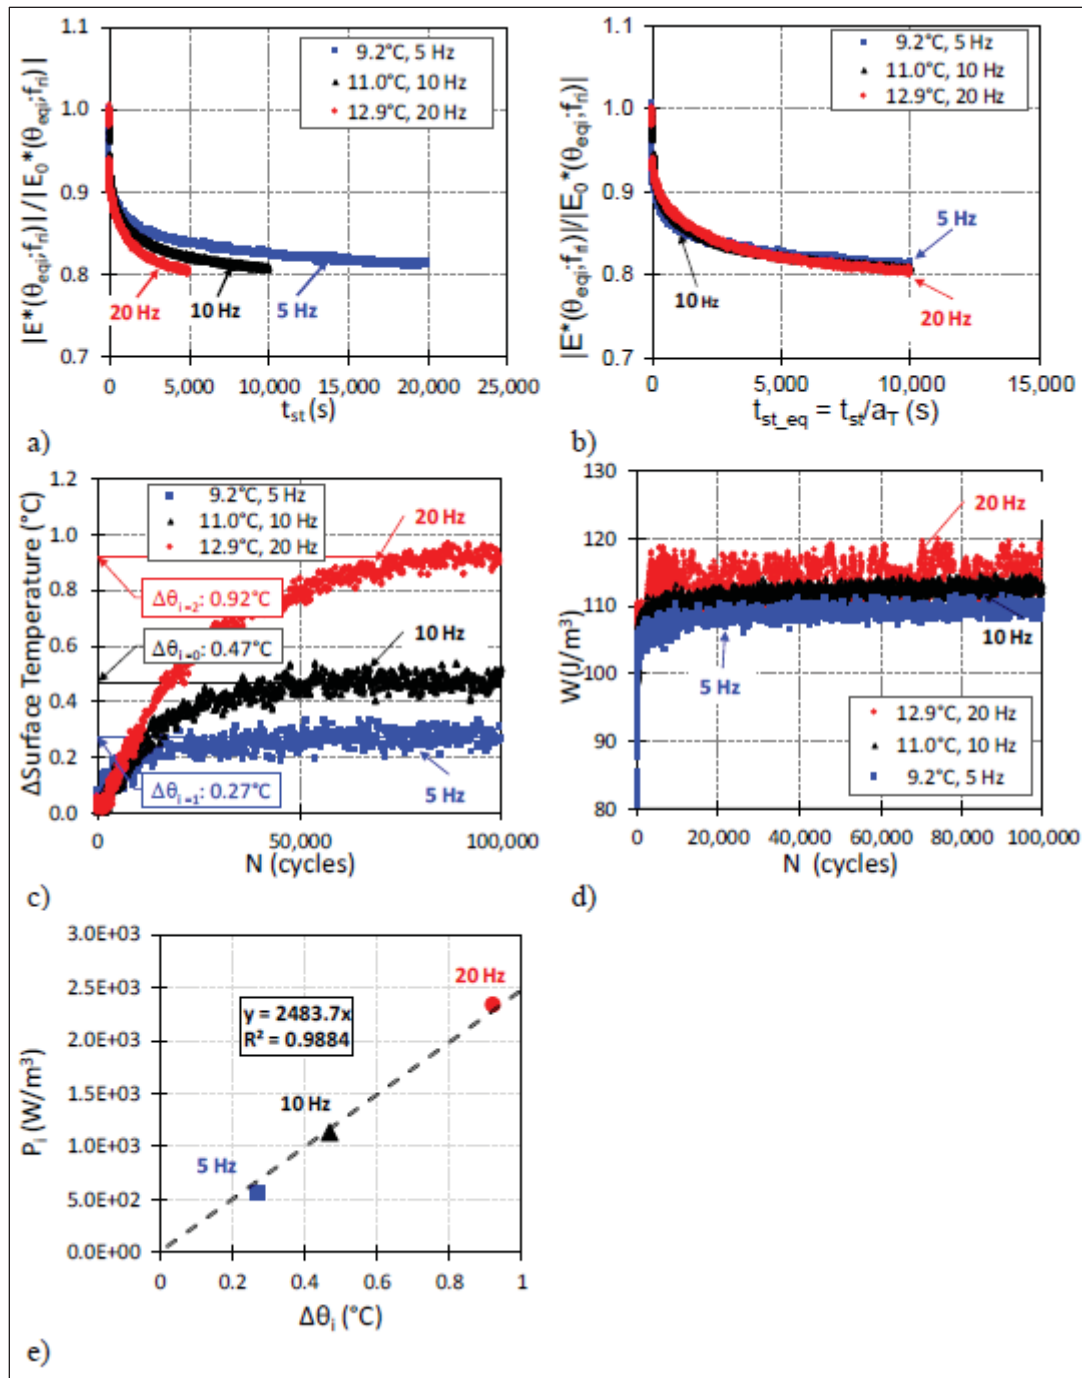 1.1
1.0
0.9
0.8
0.7
|E*(θeqi;fri)|/|E0*(θeqi;fri)|
9.2°C, 5 Hz
11.0°C, 10 Hz
12.9°C, 20 Hz
20 Hz
10 Hz
5 Hz
0 5,000 10,000 15,000 20,000 25,000
tst (s)
a)
1.1
1.0
0.9
0.8
0.7
|E*(θeqi;fri)|/|E0*(θeqi;fri)|
9.2°C, 5 Hz
11.0°C, 10 Hz
12.9°C, 20 Hz
5 Hz
10 Hz
20 Hz
0 5,000 10,000 15,000
tst_eq = tst/aT (s)
b)
1.2
1.0
0.8
0.6
0.4
0.2
0.0
ΔSurface Temperature (°C)
9.2°C, 5 Hz
11.0°C, 10 Hz
12.9°C, 20 Hz
20 Hz
Δθi=2: 0.92°C
Δθi=0: 0.47°C
10 Hz
Δθi=1: 0.27°C
5 Hz
0 50,000 100,000
N (cycles)
c)
130
120
110
100
90
80
W(J/m³)
20 Hz
10 Hz
5 Hz
12.9°C, 20 Hz
11.0°C, 10 Hz
9.2°C, 5 Hz
0 20,000 40,000 60,000 80,000 100,000
N (cycles)
d)
3.0E+03
2.5E+03
2.0E+03
1.5E+03
1.0E+03
5.0E+02
0.0E+00
Pi (W/m³)
20 Hz
y = 2483.7x
R² = 0.9884
10 Hz
5 Hz
0 0.2 0.4 0.6 0.8 1
Δθi (°C)
e)